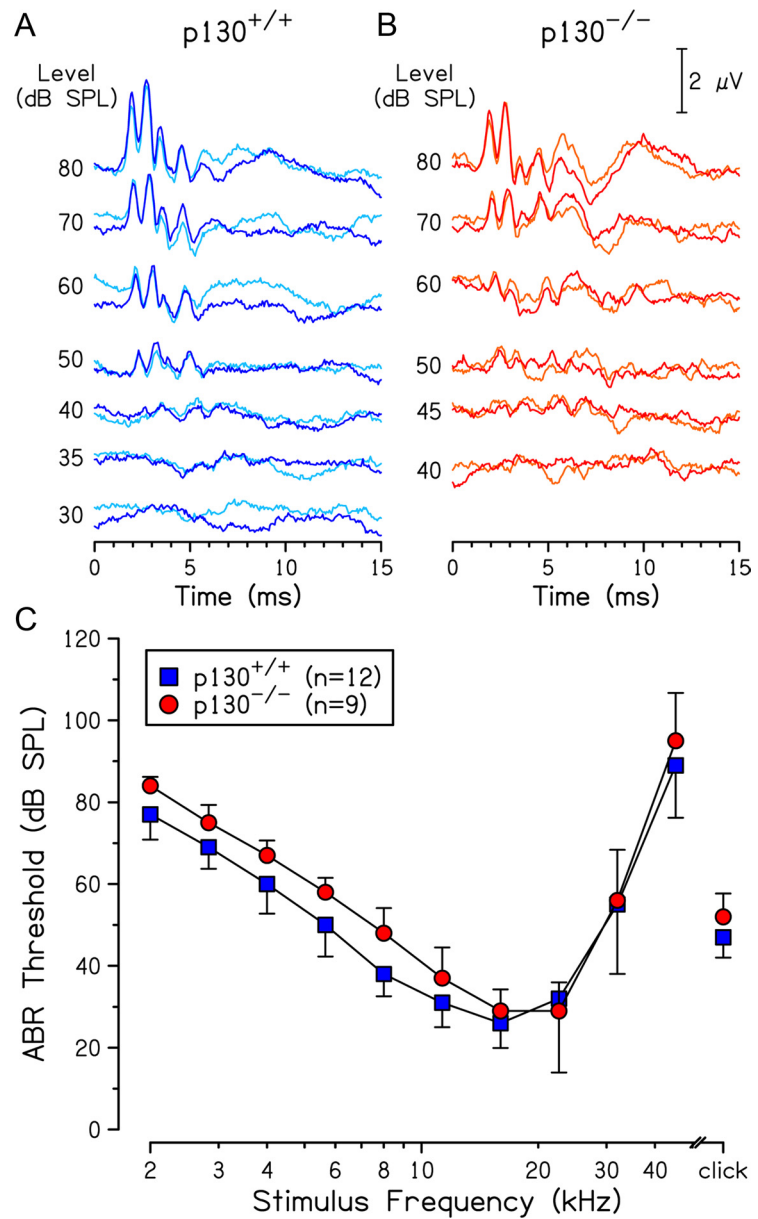 A
p130+/+
B
p130−/−
Level
(dB SPL)
80
70
60
50
40
35
30
0 5 10 15
Time (ms)
Level
(dB SPL)
2 μV
80
70
60
50
45
40
0 5 10 15
Time (ms)
C
120
100
80
60
40
20
0
ABR Threshold (dB SPL)
p130+/+ (n=12)
p130−/− (n=9)
2 3 4 6 8 10 20 30 40 click
Stimulus Frequency (kHz)